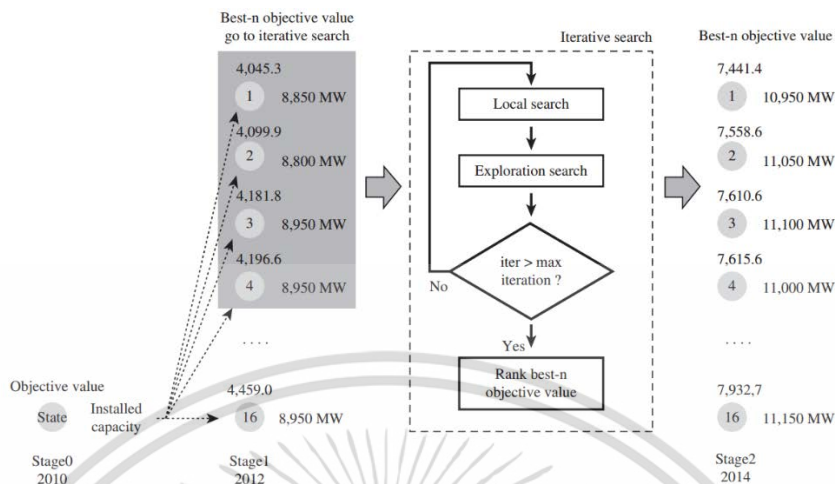 Best-n objective value
go to iterative search
4,045.3
1
8,850 MW
4,099.9
2
8,800 MW
4,181.8
3
8,950 MW
4,196.6
4
8,950 MW
....
4,459.0
16
8,950 MW
Objective value
State
Installed
capacity
Stage0
2010
Stage1
2012
Iterative search
Local search
Exploration search
iter > max
iteration ?
No
Yes
Rank best-n
objective value
Best-n objective value
7,441.4
1
10,950 MW
7,558.6
2
11,050 MW
7,610.6
3
11,100 MW
7,615.6
4
11,000 MW
....
7,932,7
16
11,150 MW
Stage2
2014